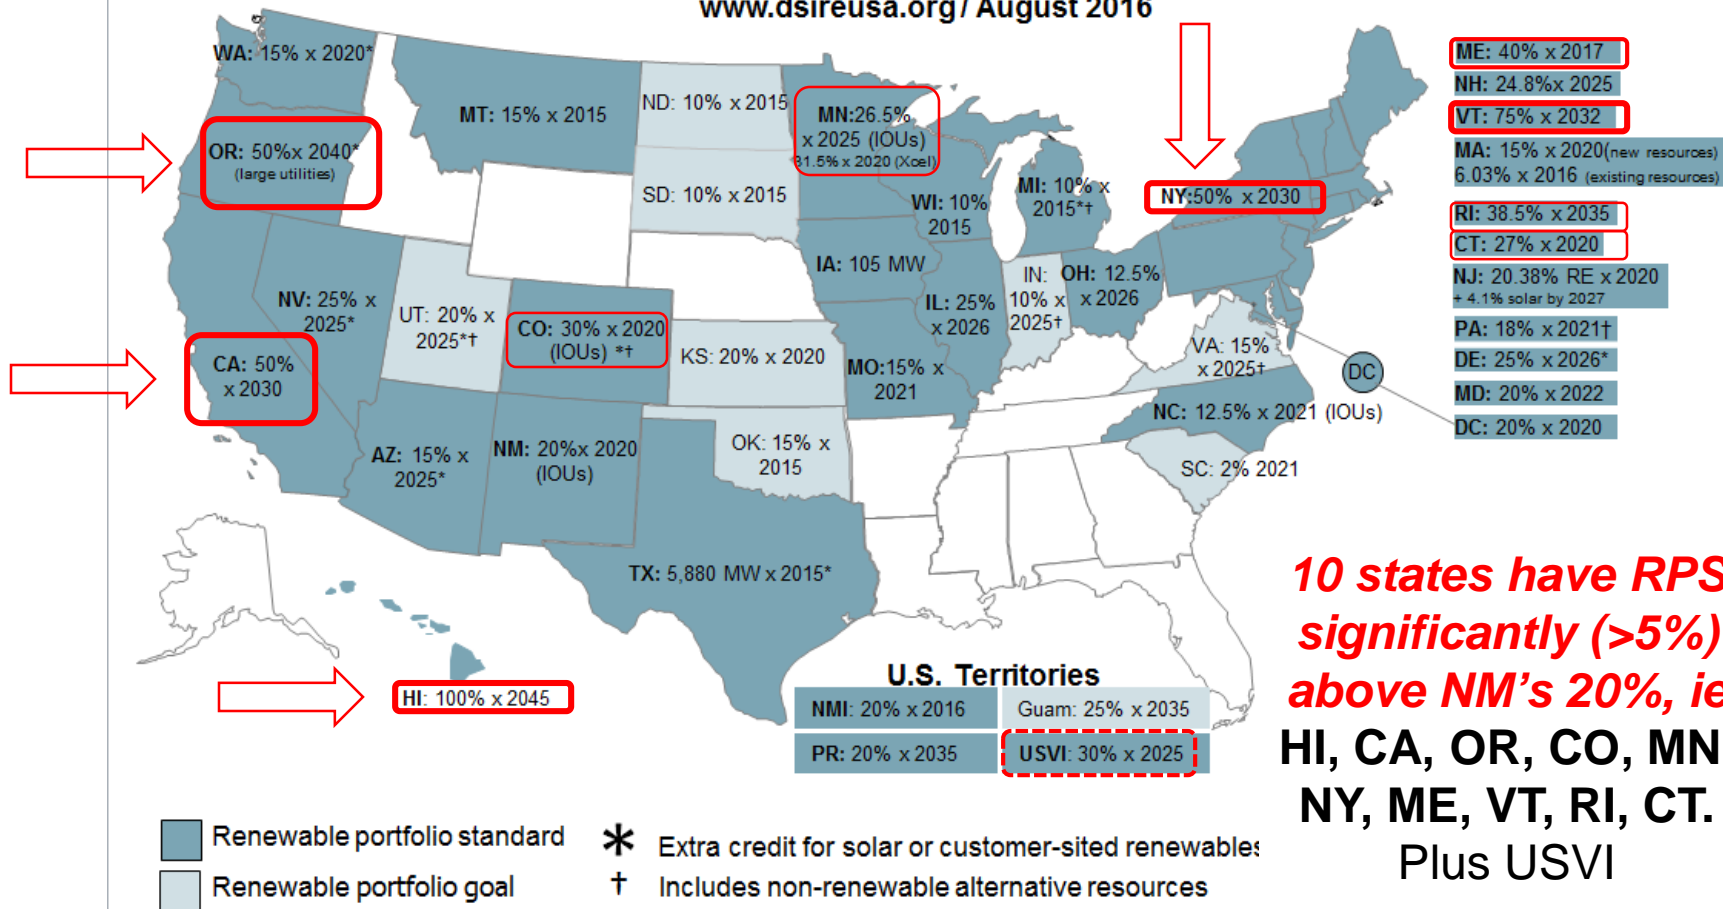 www.dsireusa.org / August 2016
WA: 15% x 2020*
MT: 15% x 2015
ND: 10% x 2015
MN:26.5%
x 2025 (IOUs)
*31.5% x 2020 (Xcel)
OR: 50%x 2040*
(large utilities)
SD: 10% x 2015
WI: 10%
2015
MI: 10% x
2015*†
NY:50% x 2030
IA: 105 MW
NV: 25% x
2025*
UT: 20% x
2025*†
CO: 30% x 2020
(IOUs) *†
KS: 20% x 2020
IL: 25%
x 2026
IN:
10% x
2025†
OH: 12.5%
x 2026
CA: 50%
x 2030
MO:15% x
2021
VA: 15%
x 2025†
DC
NC: 12.5% x 2021 (IOUs)
AZ: 15% x
2025*
NM: 20%x 2020
(IOUs)
OK: 15% x
2015
SC: 2% 2021
TX: 5,880 MW x 2015*
HI: 100% x 2045
ME: 40% x 2017
NH: 24.8%x 2025
VT: 75% x 2032
MA: 15% x 2020(new resources)
6.03% x 2016 (existing resources)
RI: 38.5% x 2035
CT: 27% x 2020
NJ: 20.38% RE x 2020
+ 4.1% solar by 2027
PA: 18% x 2021†
DE: 25% x 2026*
MD: 20% x 2022
DC: 20% x 2020
U.S. Territories
NMI: 20% x 2016
Guam: 25% x 2035
PR: 20% x 2035
USVI: 30% x 2025
10 states have RPS
significantly (>5%)
above NM's 20%, ie
HI, CA, OR, CO, MN
NY, ME, VT, RI, CT.
Plus USVI
Renewable portfolio standard
Renewable portfolio goal
* Extra credit for solar or customer-sited renewables
† Includes non-renewable alternative resources